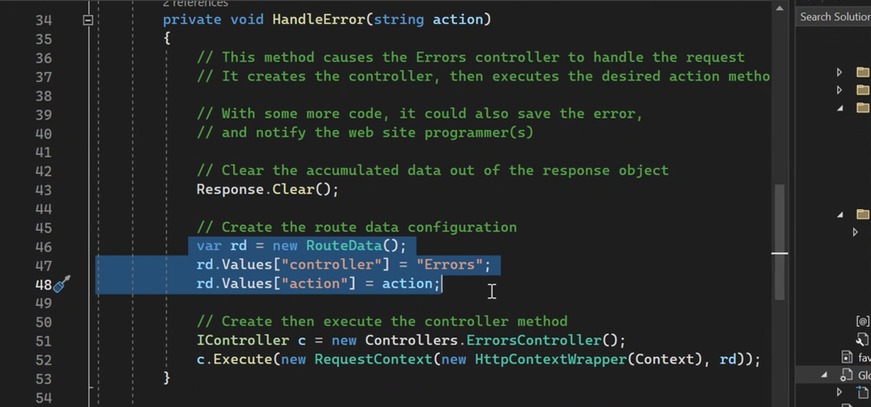 2 references
34 private void HandleError(string action)
35 {
36 // This method causes the Errors controller to handle the request
37 // It creates the controller, then executes the desired action metho
38
39 // With some more code, it could also save the error,
40 // and notify the web site programmer(s)
41
42 // Clear the accumulated data out of the response object
43 Response.Clear();
44
45 // Create the route data configuration
46 var rd = new RouteData();
47 rd.Values["controller"] = "Errors";
48 rd.Values["action"] = action;
49
50 // Create then execute the controller method
51 IController c = new Controllers.ErrorsController();
52 c.Execute(new RequestContext(new HttpContextWrapper(Context), rd));
53 }
54
Search Solution
[@]
fav
Glo